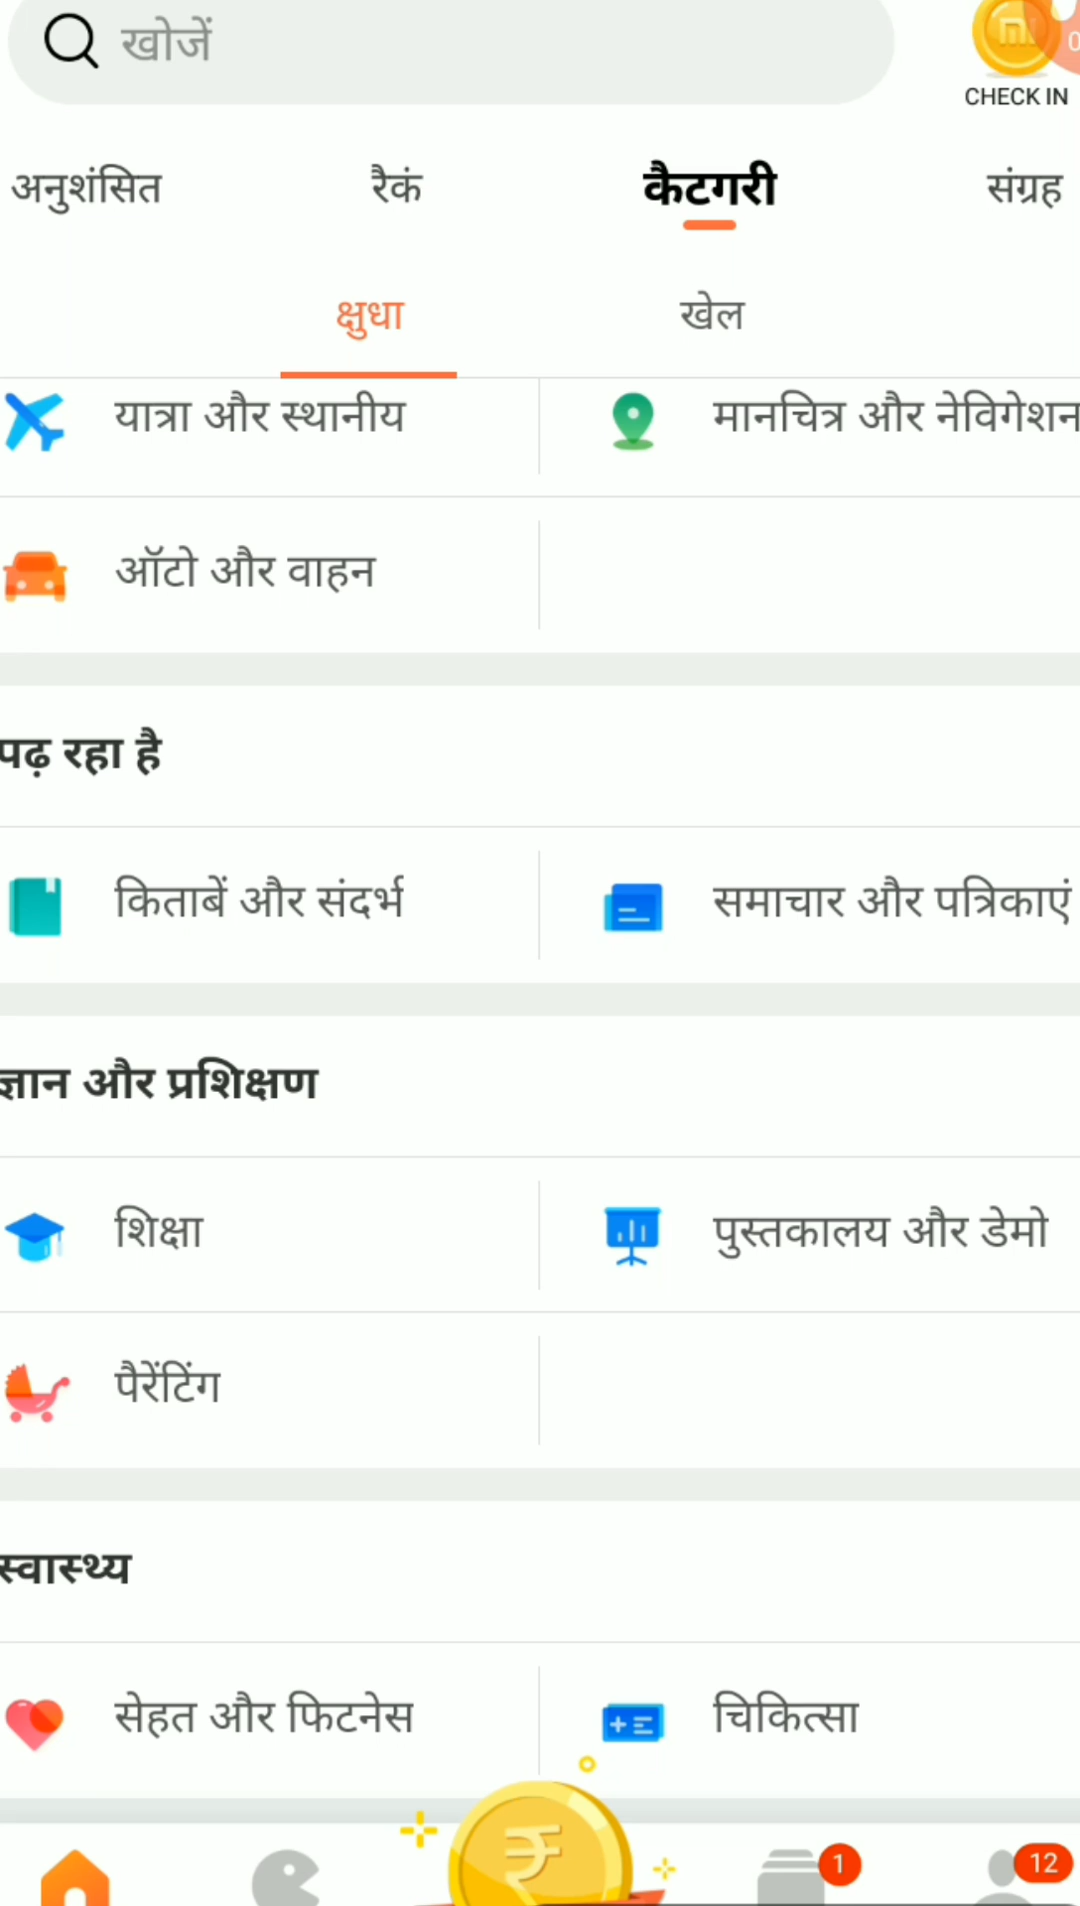 खोजें
CHECK IN
अनुशंसित रैकं कैटगरी संग्रह
क्षुधा खेल
यात्रा और स्थानीय मानचित्र और नेविगेशन
ऑटो और वाहन
पढ़ रहा है
किताबें और संदर्भ समाचार और पत्रिकाएं
ज्ञान और प्रशिक्षण
शिक्षा पुस्तकालय और डेमो
पैरेंटिंग
स्वास्थ्य
सेहत और फिटनेस चिकित्सा
₹
1 12